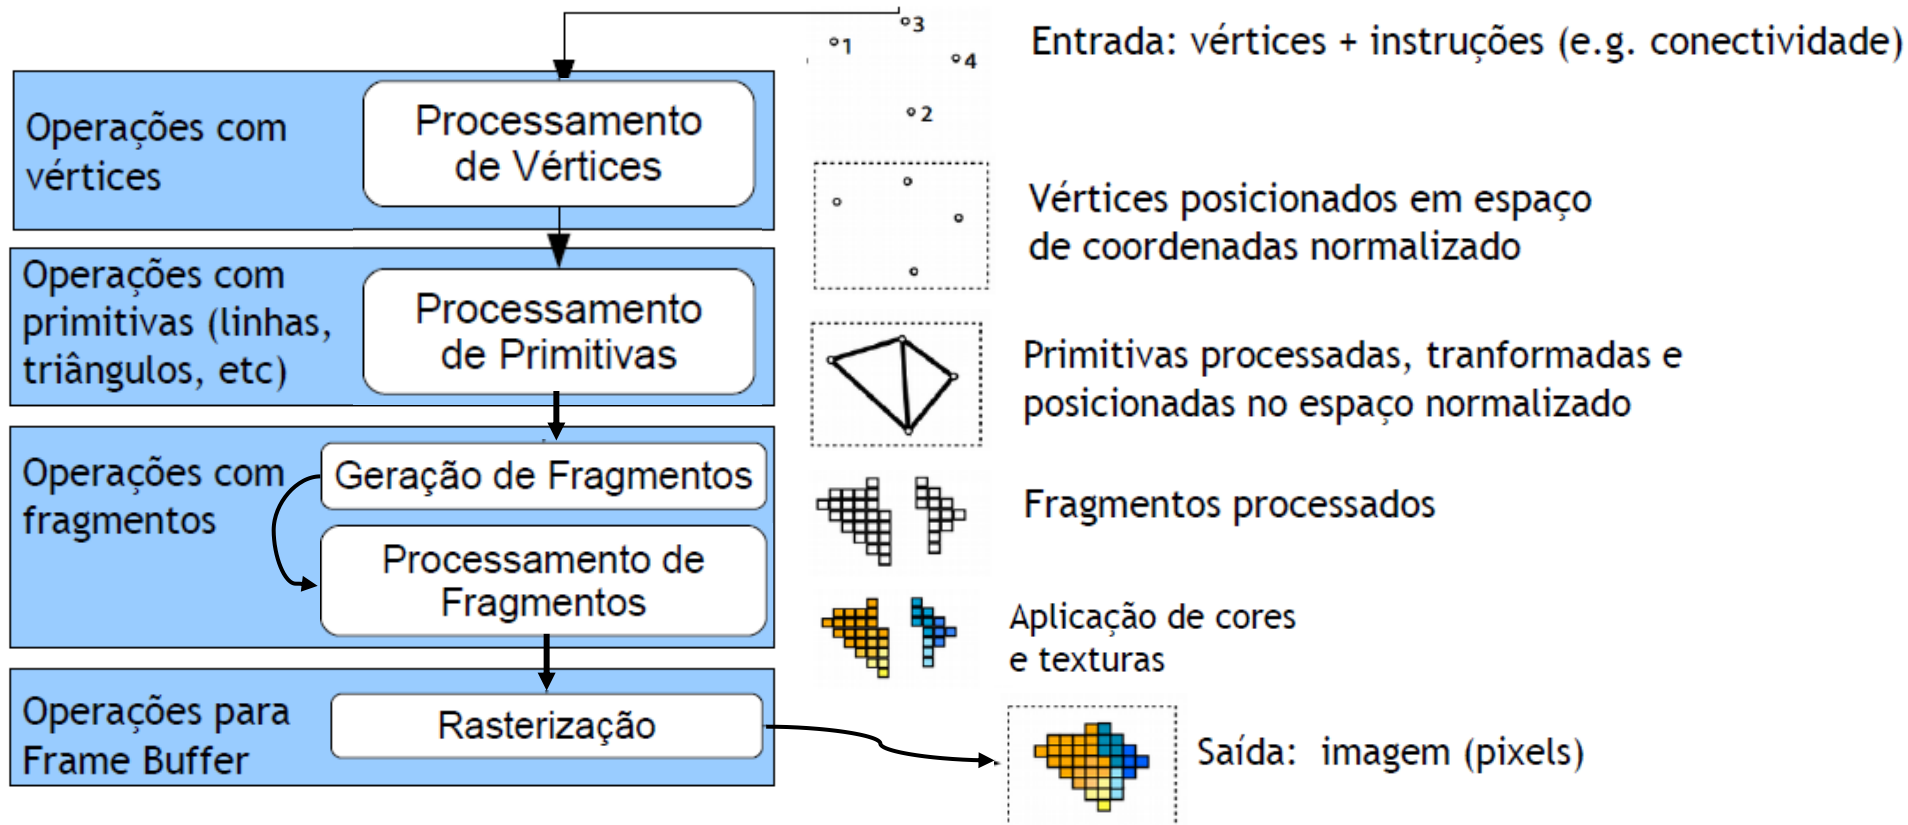 3
1
4
2
Entrada: vértices + instruções (e.g. conectividade)
Operações com
vértices
Processamento
de Vértices
Vértices posicionados em espaço
de coordenadas normalizado
Operações com
primitivas (linhas,
triângulos, etc)
Processamento
de Primitivas
Primitivas processadas, tranformadas e
posicionadas no espaço normalizado
Operações com
fragmentos
Geração de Fragmentos
Fragmentos processados
Processamento de
Fragmentos
Aplicação de cores
e texturas
Operações para
Frame Buffer
Rasterização
Saída: imagem (pixels)